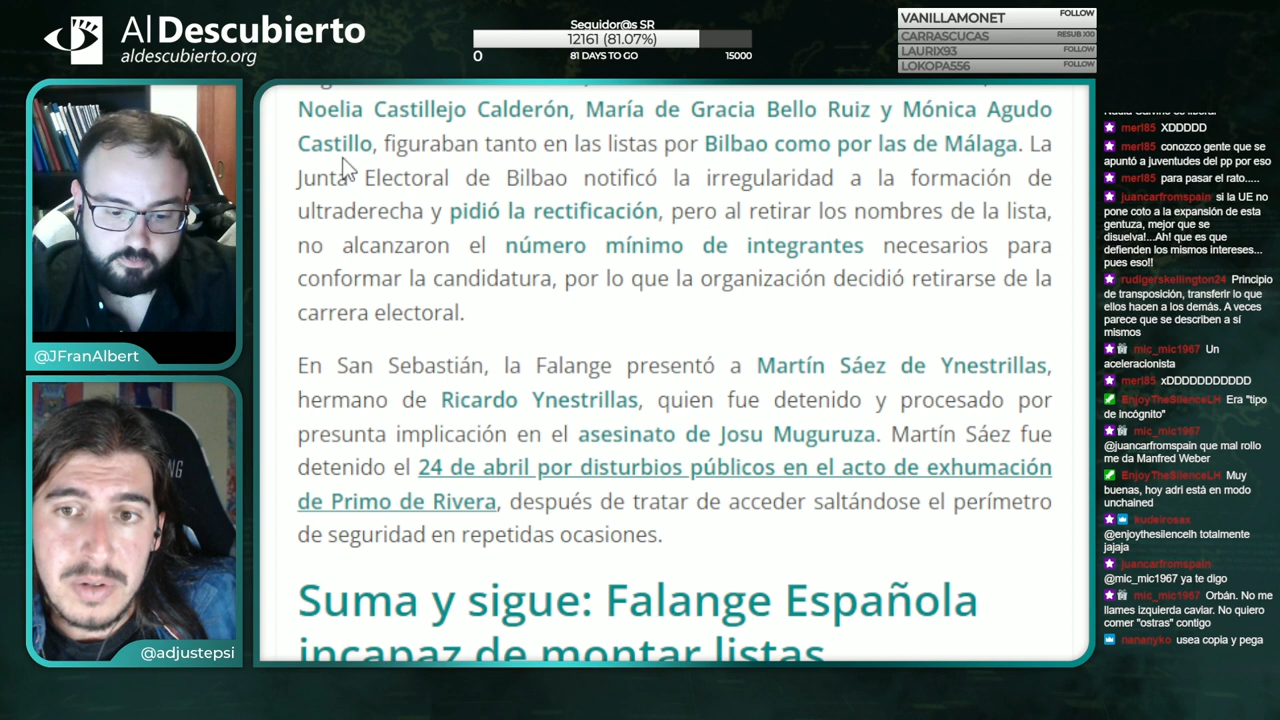 Al Descubierto
aldescubierto.org
Seguidor@s SR
12161 (81.07%)
0
81 DAYS TO GO
15000
VANILLAMONET FOLLOW
CARRASCUCAS RESUB X10
LAURIX93 FOLLOW
LOKOPA556 FOLLOW
@JFranAlbert
@adjustepsi
Noelia Castillejo Calderón, María de Gracia Bello Ruiz y Mónica Agudo
Castillo, figuraban tanto en las listas por Bilbao como por las de Málaga. La
Junta Electoral de Bilbao notificó la irregularidad a la formación de
ultraderecha y pidió la rectificación, pero al retirar los nombres de la lista,
no alcanzaron el número mínimo de integrantes necesarios para
conformar la candidatura, por lo que la organización decidió retirarse de la
carrera electoral.
En San Sebastián, la Falange presentó a Martín Sáez de Ynestrillas,
hermano de Ricardo Ynestrillas, quien fue detenido y procesado por
presunta implicación en el asesinato de Josu Muguruza. Martín Sáez fue
detenido el 24 de abril por disturbios públicos en el acto de exhumación
de Primo de Rivera, después de tratar de acceder saltándose el perímetro
de seguridad en repetidas ocasiones.
Suma y sigue: Falange Española
incapaz de montar listas
merl85 XDDDDD
merl85 conozco gente que se
apuntó a juventudes del pp por eso
merl85 para pasar el rato.....
juancarfromspain si la UE no
pone coto a la expansión de esta
gentuza, mejor que se
disuelva!...Ah! que es que
defienden los mismos intereses...
pues eso!!
rudigerskellington24 Principio
de transposición, transferir lo que
ellos hacen a los demás. A veces
parece que se describen a sí
mismos
mic_mic1967 Un
aceleracionista
merl85 xDDDDDDDDDDD
EnjoyTheSilenceLH Era "tipo
de incógnito"
mic_mic1967
@juancarfromspain que mal rollo
me da Manfred Weber
EnjoyTheSilenceLH Muy
buenas, hoy adri está en modo
unchained
kudeirosas
@enjoythesilencelh totalmente
jajaja
juancarfromspain
@mic_mic1967 ya te digo
mic_mic1967 Orbán. No me
llames izquierda caviar. No quiero
comer "ostras" contigo
nananyko usea copia y pega